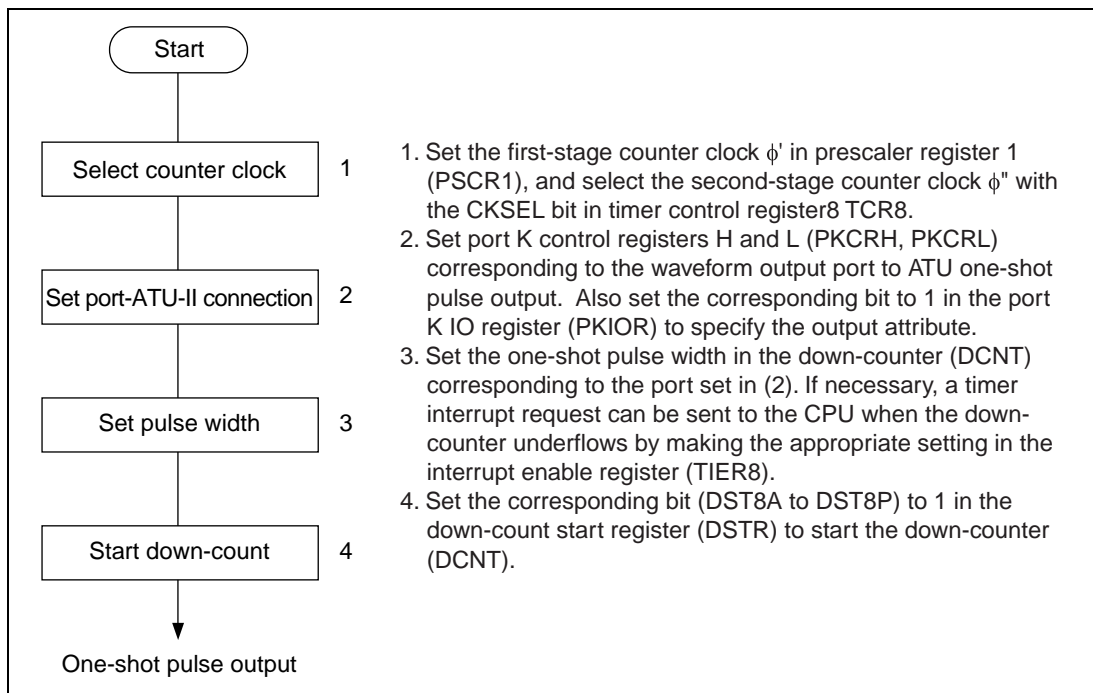 Start
Select counter clock 1
Set port-ATU-II connection 2
Set pulse width 3
Start down-count 4
One-shot pulse output
1. Set the first-stage counter clock ϕ' in prescaler register 1
(PSCR1), and select the second-stage counter clock ϕ" with
the CKSEL bit in timer control register8 TCR8.
2. Set port K control registers H and L (PKCRH, PKCRL)
corresponding to the waveform output port to ATU one-shot
pulse output. Also set the corresponding bit to 1 in the port
K IO register (PKIOR) to specify the output attribute.
3. Set the one-shot pulse width in the down-counter (DCNT)
corresponding to the port set in (2). If necessary, a timer
interrupt request can be sent to the CPU when the down-
counter underflows by making the appropriate setting in the
interrupt enable register (TIER8).
4. Set the corresponding bit (DST8A to DST8P) to 1 in the
down-count start register (DSTR) to start the down-counter
(DCNT).